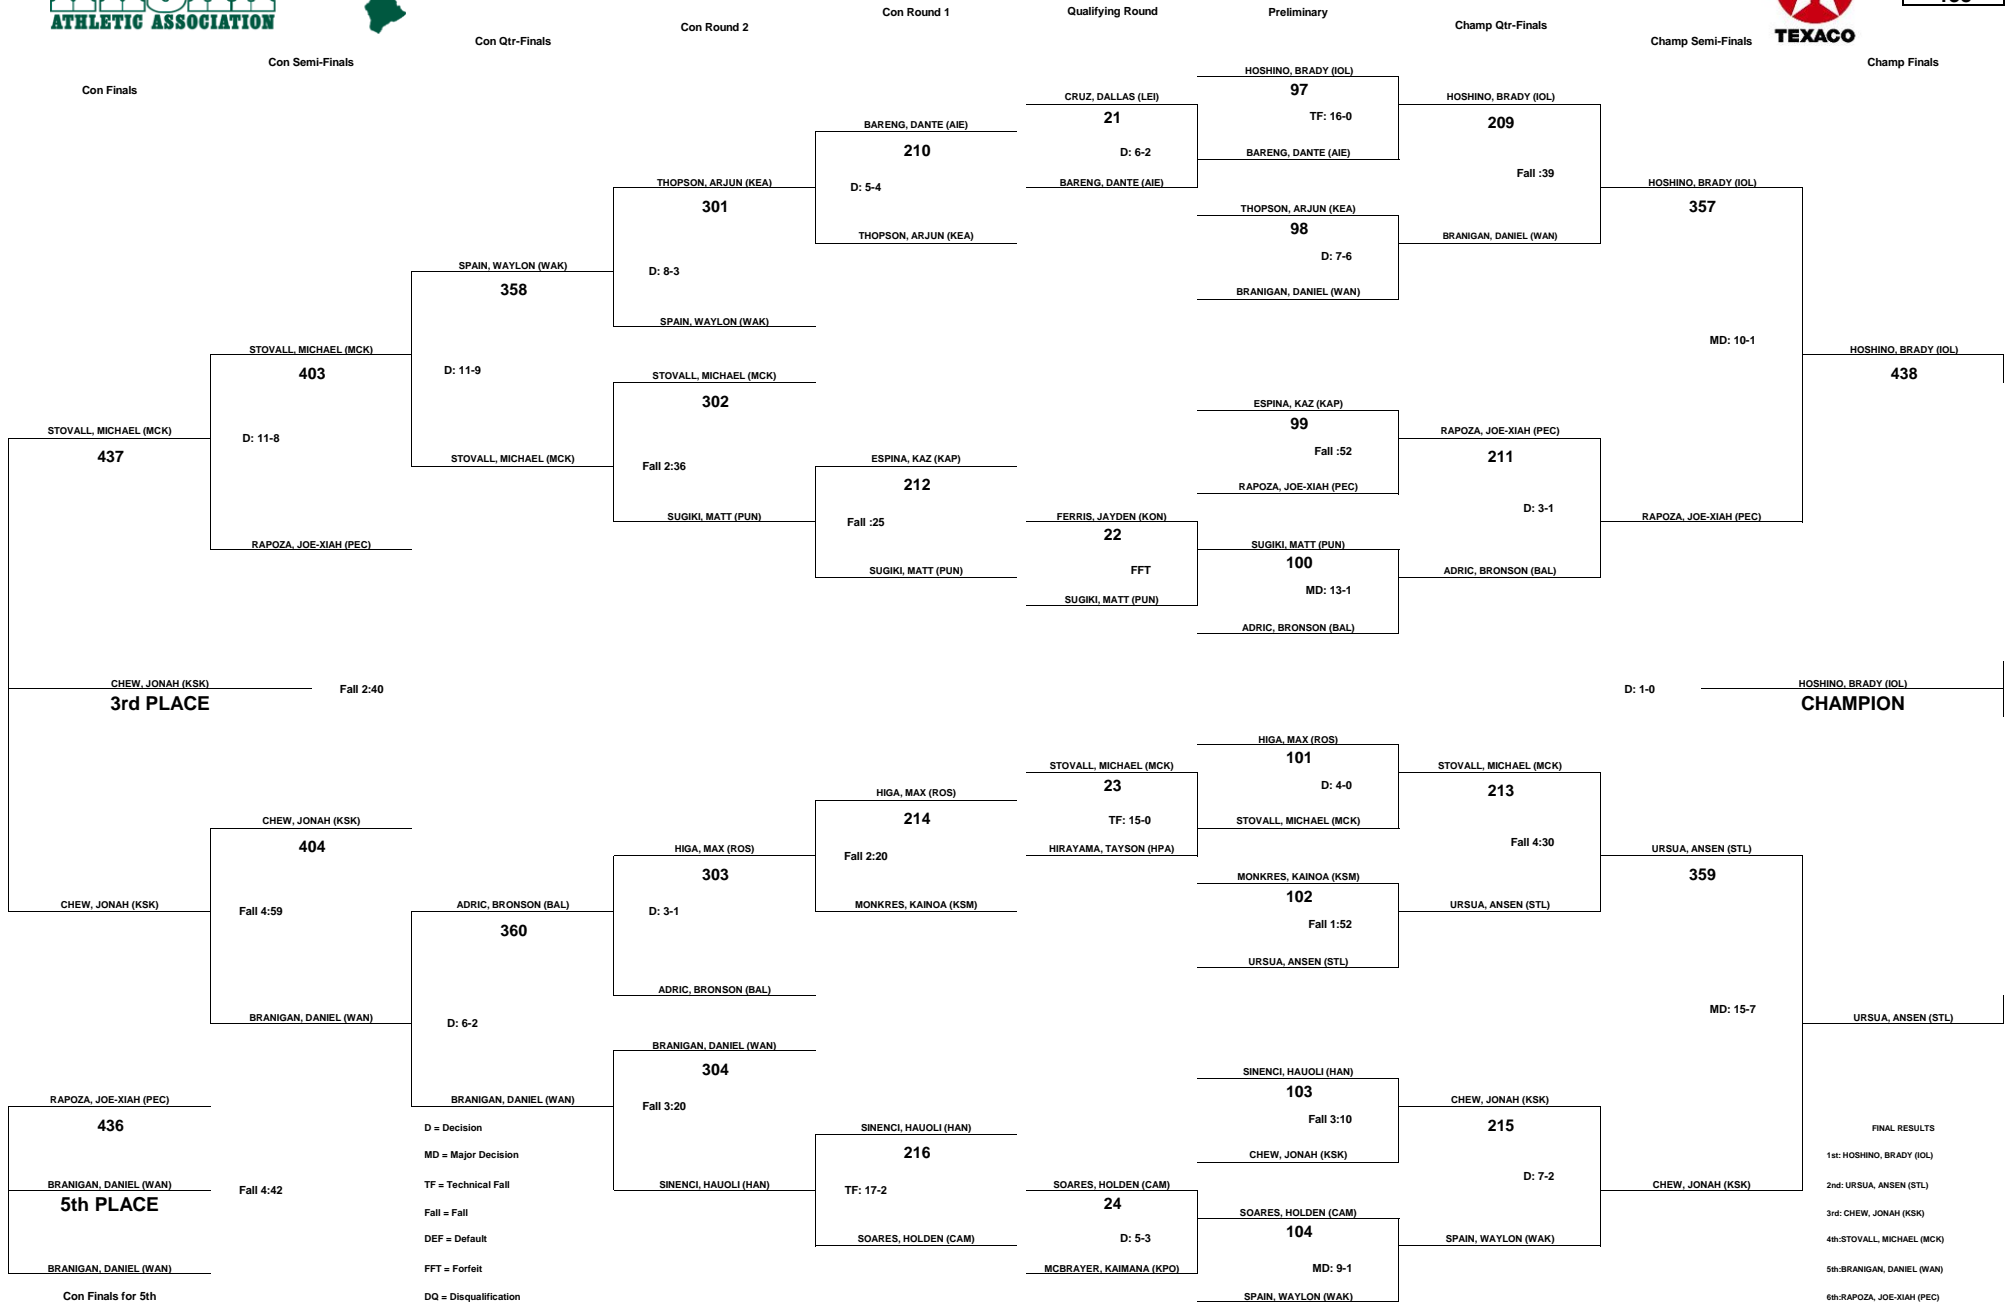 ATHLETIC ASSOCIATION
TEXACO
Con Finals
Con Semi-Finals
Con Qtr-Finals
Con Round 2
Con Round 1
Qualifying Round
Preliminary
Champ Qtr-Finals
Champ Semi-Finals
Champ Finals
HOSHINO, BRADY (IOL)
97
TF: 16-0
BARENG, DANTE (AIE)
THOPSON, ARJUN (KEA)
98
D: 7-6
BRANIGAN, DANIEL (WAN)
ESPINA, KAZ (KAP)
99
Fall :52
RAPOZA, JOE-XIAH (PEC)
SUGIKI, MATT (PUN)
100
MD: 13-1
ADRIC, BRONSON (BAL)
HIGA, MAX (ROS)
101
D: 4-0
STOVALL, MICHAEL (MCK)
MONKRES, KAINOA (KSM)
102
Fall 1:52
URSUA, ANSEN (STL)
SINENCI, HAUOLI (HAN)
103
Fall 3:10
CHEW, JONAH (KSK)
SOARES, HOLDEN (CAM)
104
MD: 9-1
SPAIN, WAYLON (WAK)
CRUZ, DALLAS (LEI)
21
D: 6-2
BARENG, DANTE (AIE)
FERRIS, JAYDEN (KON)
22
FFT
SUGIKI, MATT (PUN)
STOVALL, MICHAEL (MCK)
23
TF: 15-0
HIRAYAMA, TAYSON (HPA)
SOARES, HOLDEN (CAM)
24
D: 5-3
MCBRAYER, KAIMANA (KPO)
HOSHINO, BRADY (IOL)
209
Fall :39
BRANIGAN, DANIEL (WAN)
RAPOZA, JOE-XIAH (PEC)
211
D: 3-1
ADRIC, BRONSON (BAL)
STOVALL, MICHAEL (MCK)
213
Fall 4:30
URSUA, ANSEN (STL)
CHEW, JONAH (KSK)
215
D: 7-2
SPAIN, WAYLON (WAK)
HOSHINO, BRADY (IOL)
357
MD: 10-1
RAPOZA, JOE-XIAH (PEC)
URSUA, ANSEN (STL)
359
MD: 15-7
CHEW, JONAH (KSK)
HOSHINO, BRADY (IOL)
438
D: 1-0
HOSHINO, BRADY (IOL)
CHAMPION
URSUA, ANSEN (STL)
BARENG, DANTE (AIE)
210
D: 5-4
THOPSON, ARJUN (KEA)
ESPINA, KAZ (KAP)
212
Fall :25
SUGIKI, MATT (PUN)
HIGA, MAX (ROS)
214
Fall 2:20
MONKRES, KAINOA (KSM)
SINENCI, HAUOLI (HAN)
216
TF: 17-2
SOARES, HOLDEN (CAM)
THOPSON, ARJUN (KEA)
301
D: 8-3
SPAIN, WAYLON (WAK)
STOVALL, MICHAEL (MCK)
302
Fall 2:36
SUGIKI, MATT (PUN)
HIGA, MAX (ROS)
303
D: 3-1
ADRIC, BRONSON (BAL)
BRANIGAN, DANIEL (WAN)
304
Fall 3:20
SINENCI, HAUOLI (HAN)
SPAIN, WAYLON (WAK)
358
D: 11-9
STOVALL, MICHAEL (MCK)
ADRIC, BRONSON (BAL)
360
D: 6-2
BRANIGAN, DANIEL (WAN)
STOVALL, MICHAEL (MCK)
403
D: 11-8
RAPOZA, JOE-XIAH (PEC)
CHEW, JONAH (KSK)
404
Fall 4:59
BRANIGAN, DANIEL (WAN)
STOVALL, MICHAEL (MCK)
437
CHEW, JONAH (KSK)
3rd PLACE
Fall 2:40
CHEW, JONAH (KSK)
RAPOZA, JOE-XIAH (PEC)
436
BRANIGAN, DANIEL (WAN)
5th PLACE
Fall 4:42
BRANIGAN, DANIEL (WAN)
Con Finals for 5th
D = Decision
MD = Major Decision
TF = Technical Fall
Fall = Fall
DEF = Default
FFT = Forfeit
DQ = Disqualification
FINAL RESULTS
1st: HOSHINO, BRADY (IOL)
2nd: URSUA, ANSEN (STL)
3rd: CHEW, JONAH (KSK)
4th:STOVALL, MICHAEL (MCK)
5th:BRANIGAN, DANIEL (WAN)
6th:RAPOZA, JOE-XIAH (PEC)